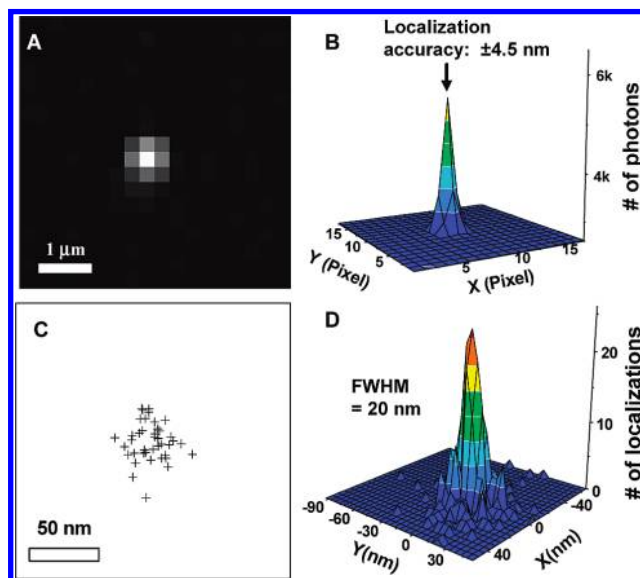 A
1 μm
B
Localization
accuracy: ±4.5 nm
6k
4k
# of photons
15
10
5
Y (Pixel)
5
10
15
X (Pixel)
C
50 nm
D
FWHM
= 20 nm
20
10
0
# of localizations
-90
-60
-30
0
30
Y(nm)
-40
0
40
X(nm)